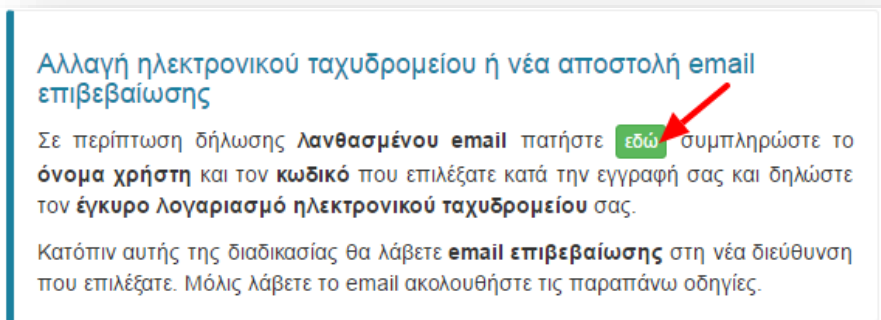 Αλλαγή ηλεκτρονικού ταχυδρομείου ή νέα αποστολή email
επιβεβαίωσης
Σε περίπτωση δήλωσης λανθασμένου email πατήστε εδώ συμπληρώστε το
όνομα χρήστη και τον κωδικό που επιλέξατε κατά την εγγραφή σας και δηλώστε
τον έγκυρο λογαριασμό ηλεκτρονικού ταχυδρομείου σας.
Κατόπιν αυτής της διαδικασίας θα λάβετε email επιβεβαίωσης στη νέα διεύθυνση
που επιλέξατε. Μόλις λάβετε το email ακολουθήστε τις παραπάνω οδηγίες.